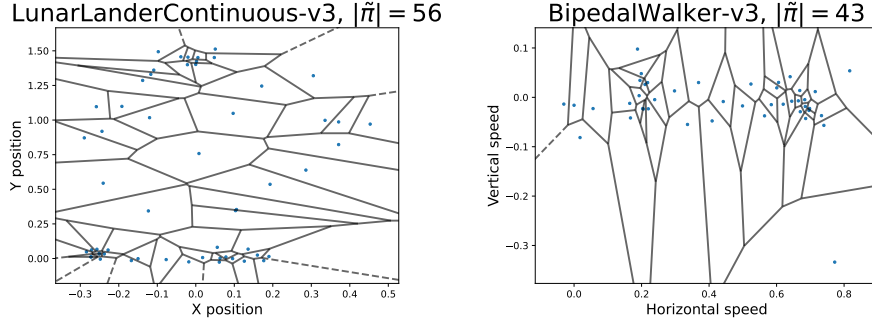 LunarLanderContinuous-v3, |π̃| = 56
1.50
1.25
1.00
0.75
0.50
0.25
0.00
Y position
−0.3 −0.2 −0.1 0.0 0.1 0.2 0.3 0.4 0.5
X position
BipedalWalker-v3, |π̃| = 43
0.1
0.0
−0.1
−0.2
−0.3
Vertical speed
0.0 0.2 0.4 0.6 0.8
Horizontal speed